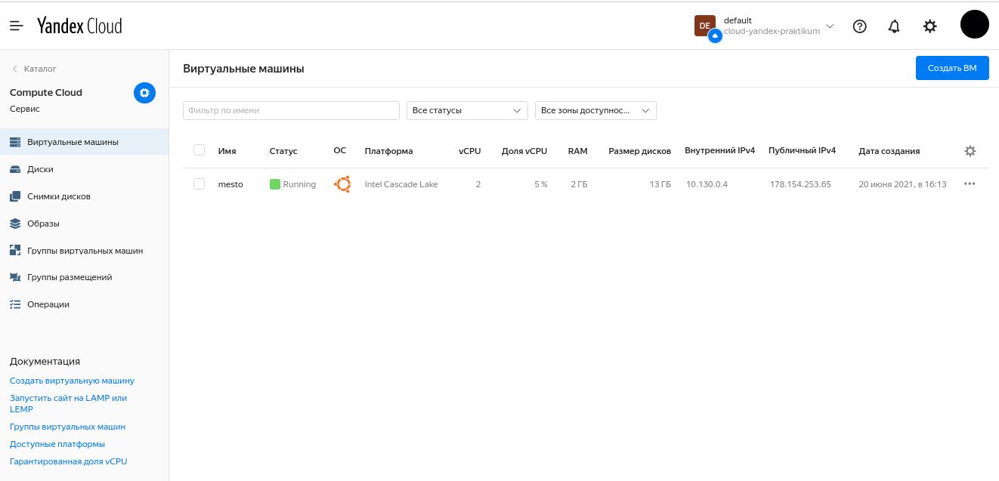 Yandex Cloud
DE
default
cloud-yandex-praktikum
Каталог
Compute Cloud
Сервис
Виртуальные машины
Диски
Снимки дисков
Образы
Группы виртуальных машин
Группы размещений
Операции
Документация
Создать виртуальную машину
Запустить сайт на LAMP или
LEMP
Группы виртуальных машин
Доступные платформы
Гарантированная доля vCPU
Виртуальные машины
Создать ВМ
Фильтр по имени
Все статусы
Все зоны доступнос...
Имя Статус ОС Платформа vCPU Доля vCPU RAM Размер дисков Внутренний IPv4 Публичный IPv4 Дата создания
mesto Running Intel Cascade Lake 2 5 % 2 ГБ 13 ГБ 10.130.0.4 178.154.253.65 20 июня 2021, в 16:13